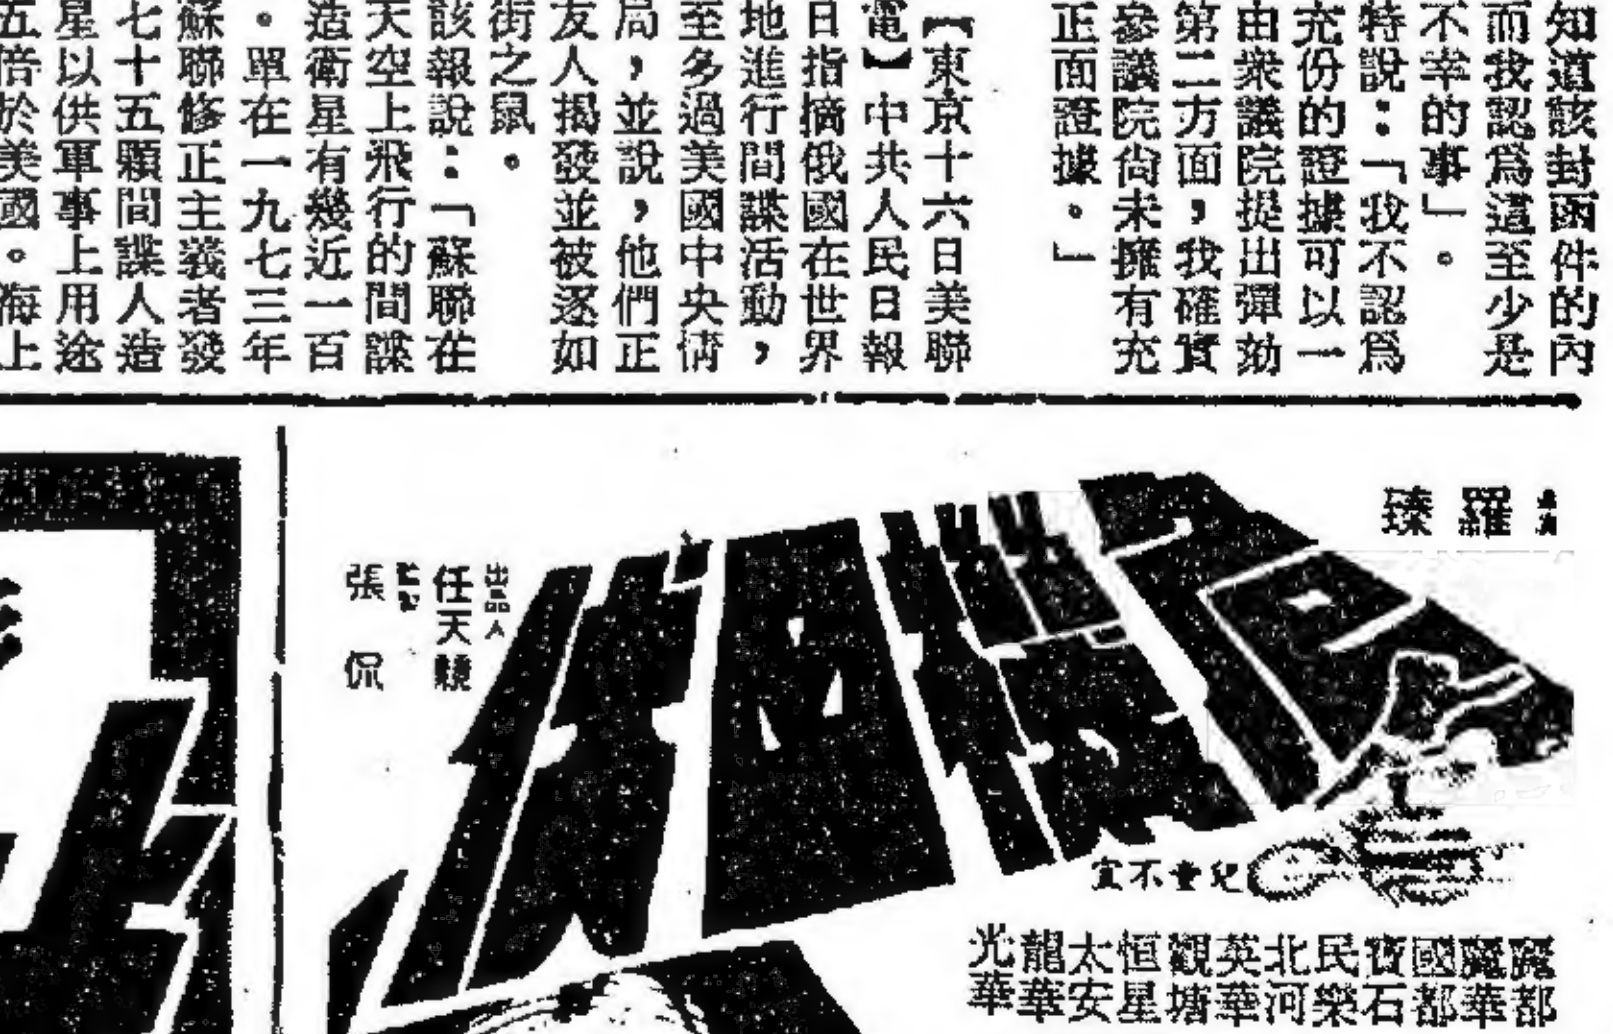 知道該封函件的內
而我認爲這至少是
不幸的事」。
特說：「我不認爲
充份的證據可以一
由衆議院提出彈劾
第二方面，我確實
參議院尙未擁有充
正面證據。」
【東京十六日美聯
電】中共人民日報
日指摘俄國在世界
地進行間諜活動，
至多過美國中央情
局，並說，他們正
友人揭發並被逐如
街之鼠。
該報說：「蘇聯在
天空上飛行的間諜
造衛星有幾近一百
。單在一九七三年
蘇聯修正主義者發
七十五顆間諜人造
星以供軍事上用途
五倍於美國。海上
羅臻
出品人
任天競
監製
張侃
宜不童兒
麗都
麗華
國都
寶石
民樂
北河
英華
觀塘
恒星
太安
龍華
光華